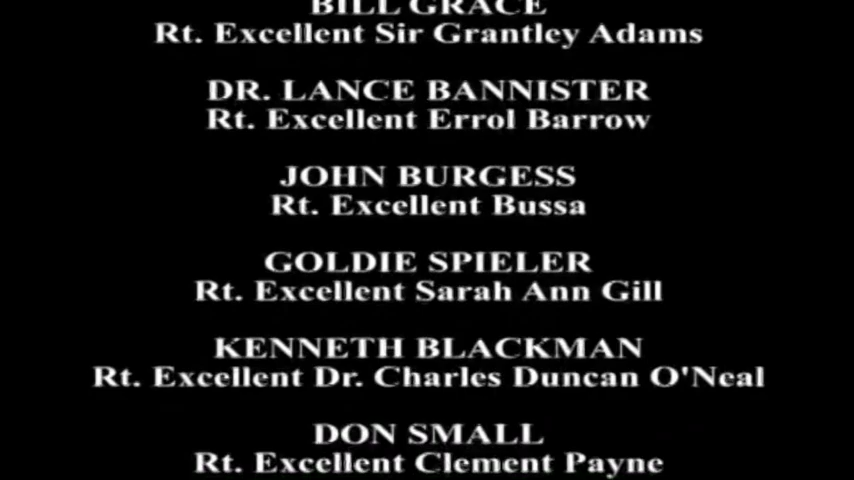 BILL GRACE
Rt. Excellent Sir Grantley Adams
DR. LANCE BANNISTER
Rt. Excellent Errol Barrow
JOHN BURGESS
Rt. Excellent Bussa
GOLDIE SPIELER
Rt. Excellent Sarah Ann Gill
KENNETH BLACKMAN
Rt. Excellent Dr. Charles Duncan O'Neal
DON SMALL
Rt. Excellent Clement Payne